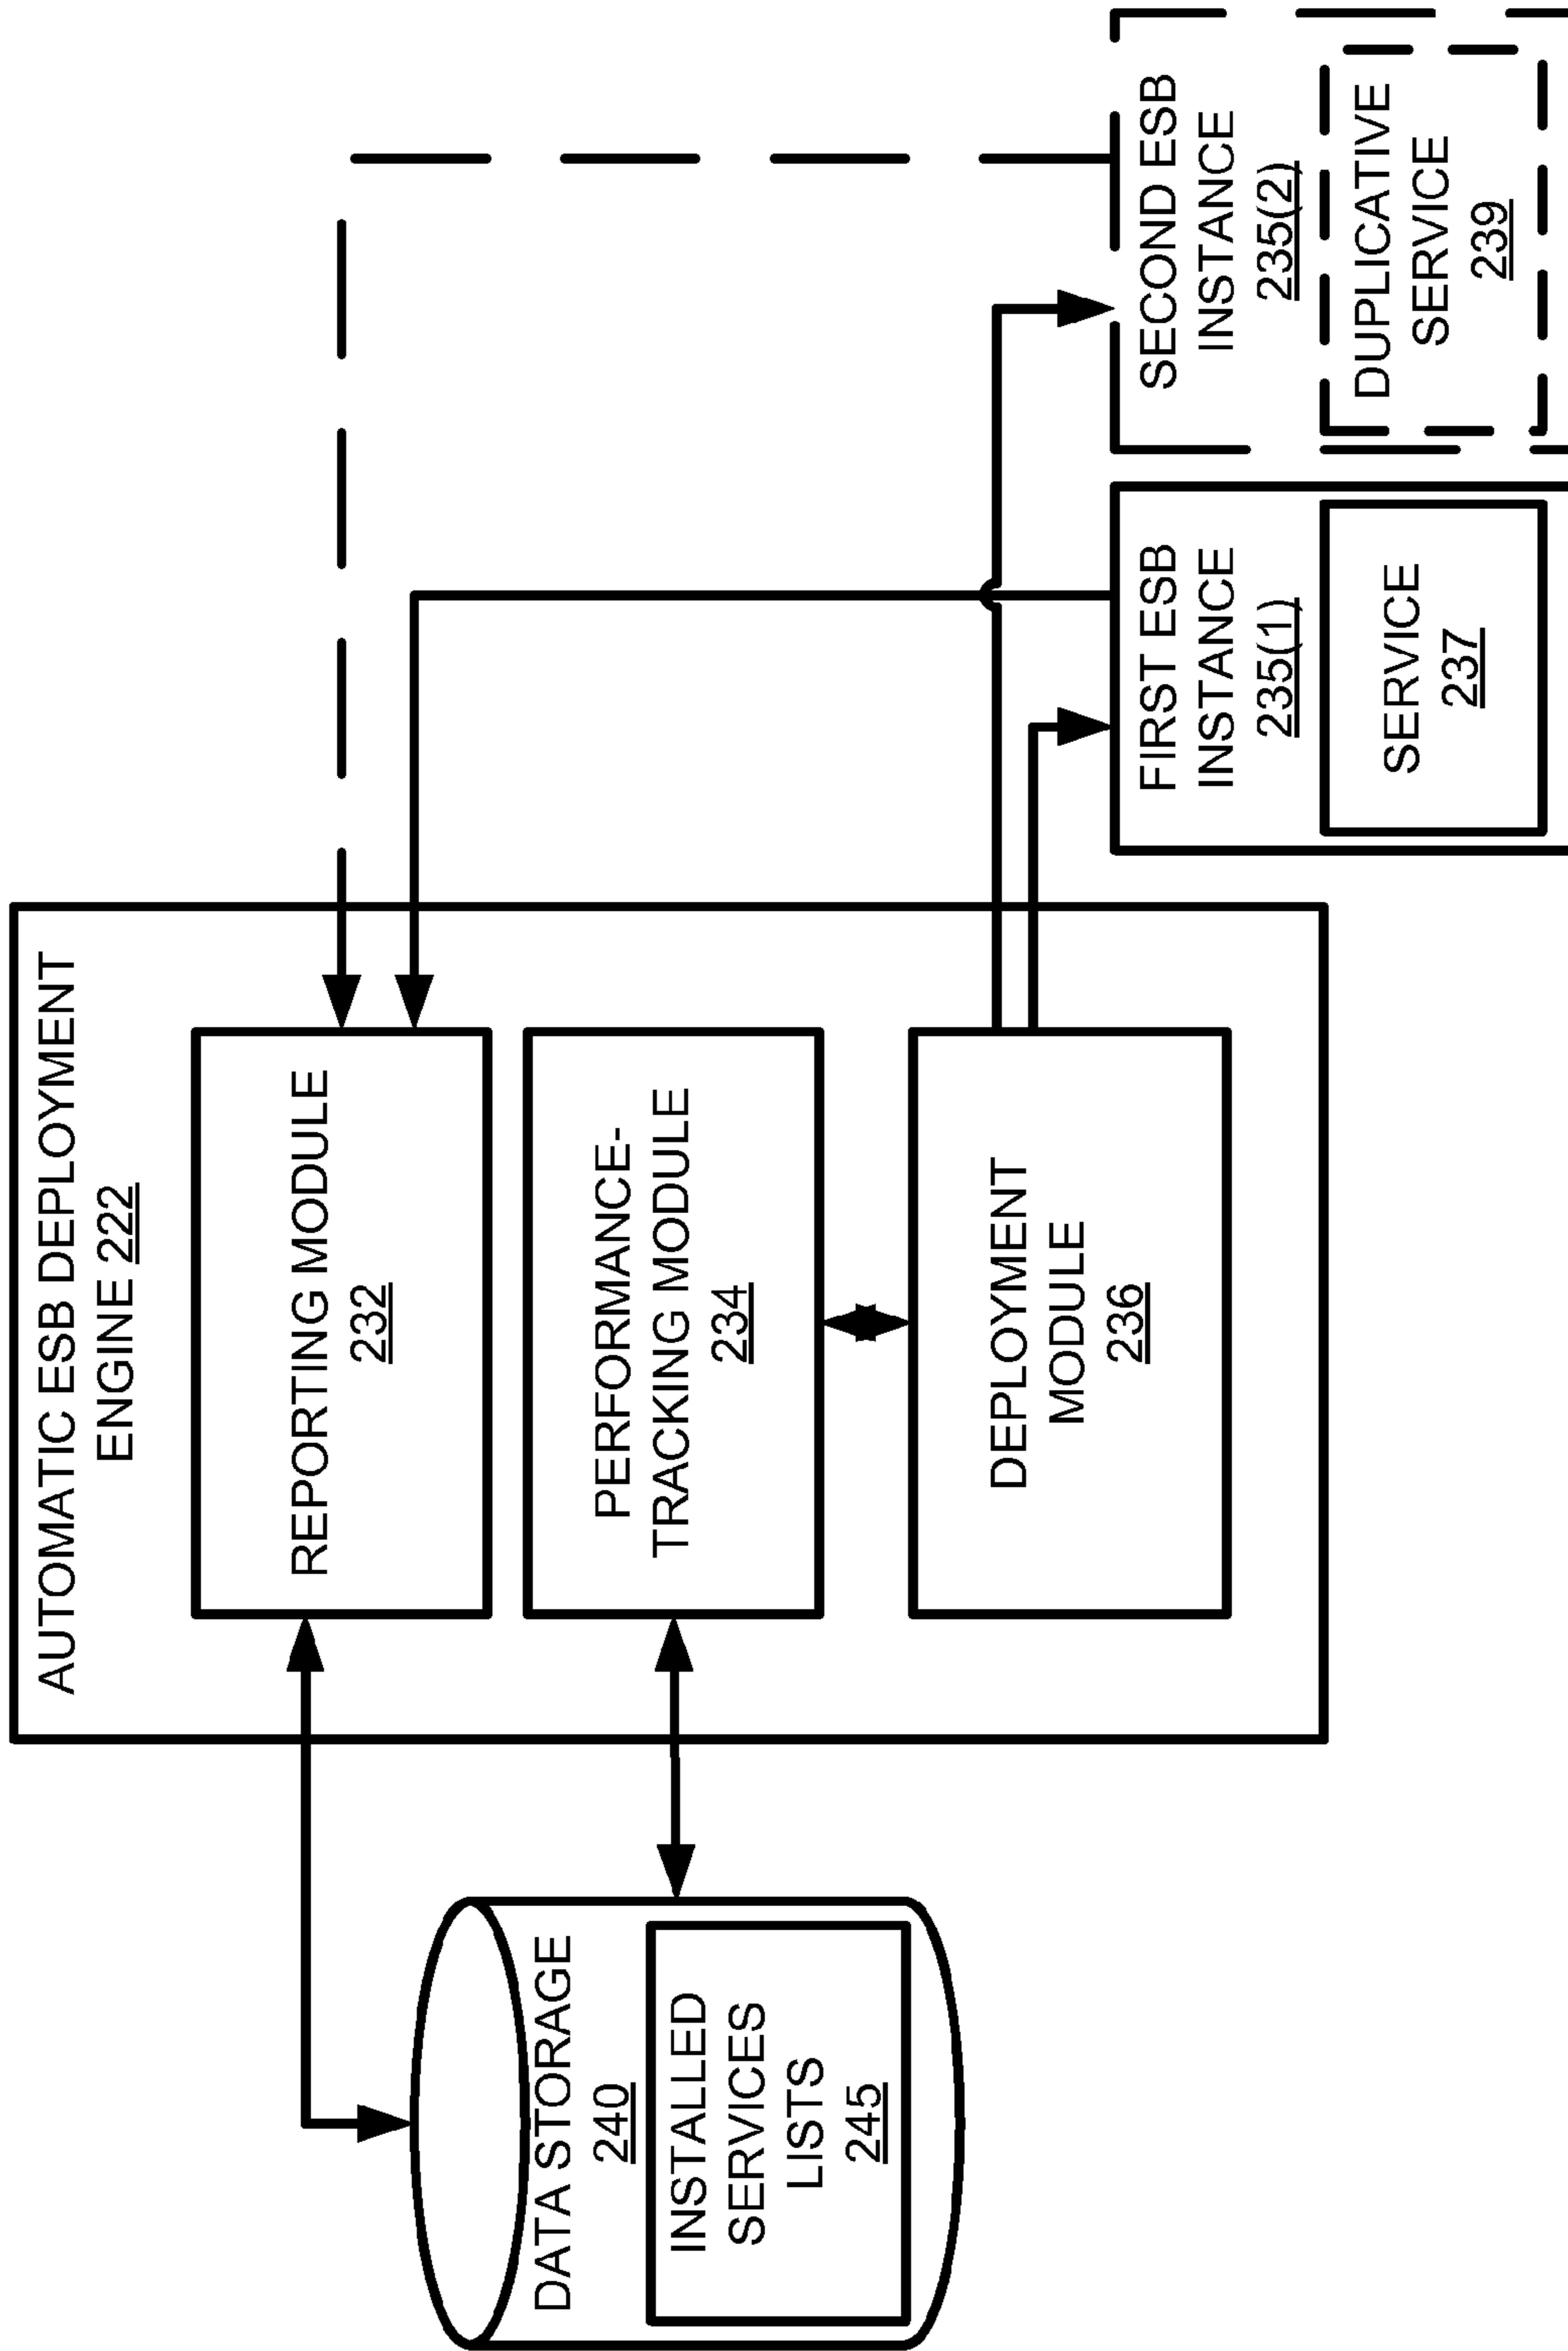 AUTOMATIC ESB DEPLOYMENT
ENGINE 222
REPORTING MODULE
232
PERFORMANCE-
TRACKING MODULE
234
DEPLOYMENT
MODULE
236
DATA STORAGE
240
INSTALLED
SERVICES
LISTS
245
FIRST ESB
INSTANCE
235(1)
SERVICE
237
SECOND ESB
INSTANCE
235(2)
DUPLICATIVE
SERVICE
239